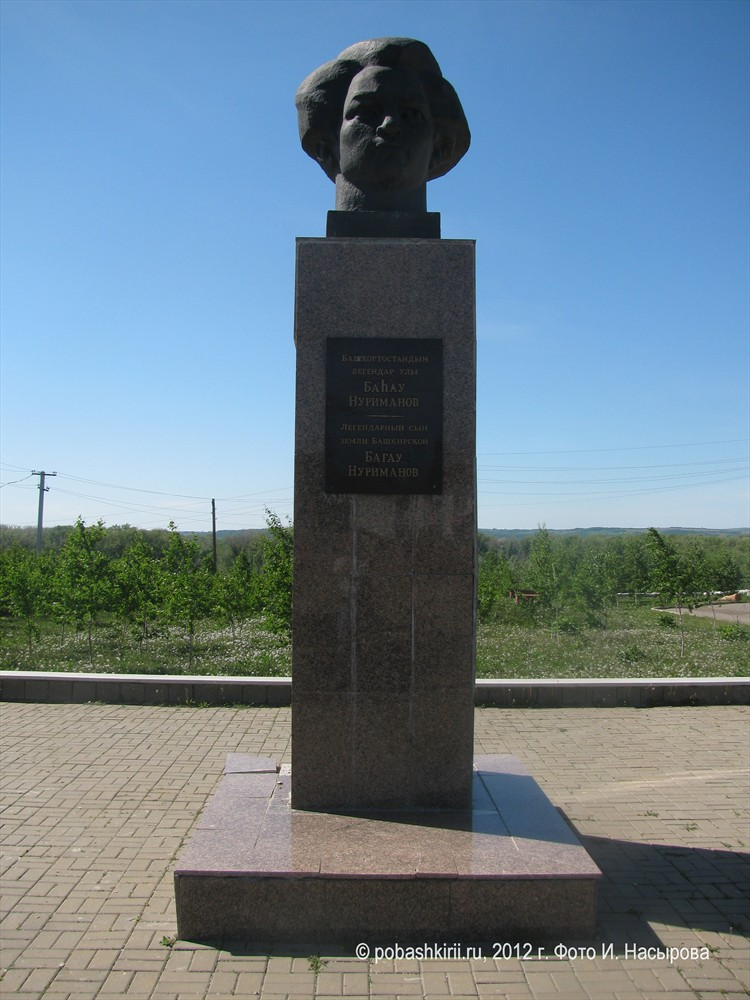 Башҡортостандың
легендар улы
Баһау
Нуриманов
Легендарный сын
земли Башкирской
Багау
Нуриманов
© pobashkirii.ru, 2012 г. Фото И. Насырова